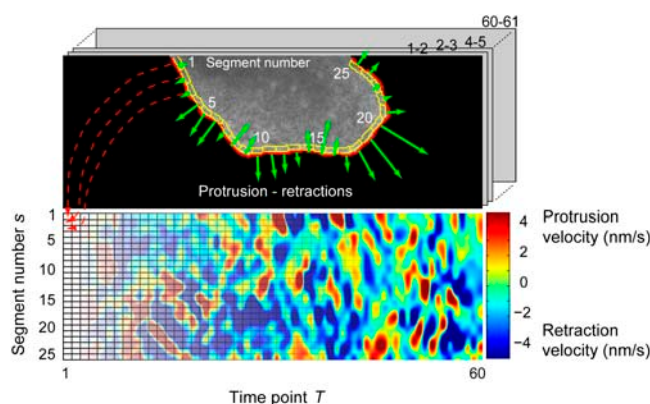 60-61
1-2 2-3 4-5
1 Segment number
25
5
20
10 15
Protrusion - retractions
Segment number s
1
5
10
15
20
25
1 60
Time point T
4
2
0
−2
−4
Protrusion
velocity (nm/s)
Retraction
velocity (nm/s)